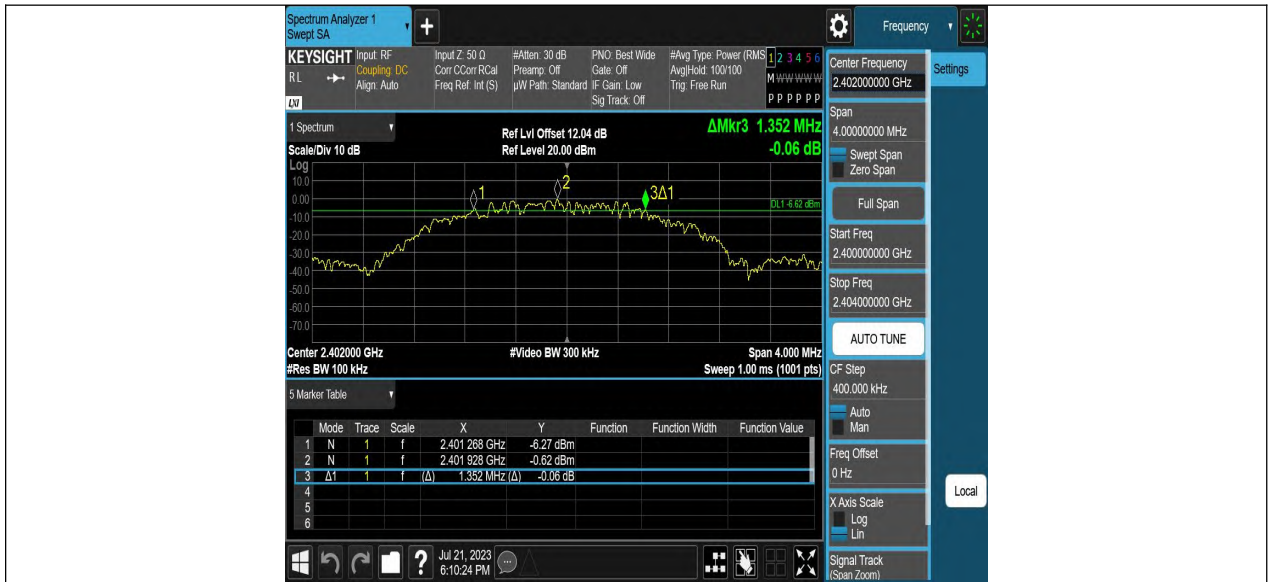 Spectrum Analyzer 1
Swept SA
+
Frequency
KEYSIGHT
RL
LXI
Input: RF
Coupling: DC
Align: Auto
Input Z: 50 Ω
Corr CCorr RCal
Freq Ref: Int (S)
#Atten: 30 dB
Preamp: Off
µW Path: Standard
PNO: Best Wide
Gate: Off
IF Gain: Low
Sig Track: Off
#Avg Type: Power (RMS
Avg|Hold: 100/100
Trig: Free Run
1 2 3 4 5 6
M W W W W W
P P P P P P
1 Spectrum
Scale/Div 10 dB
Ref Lvl Offset 12.04 dB
Ref Level 20.00 dBm
ΔMkr3 1.352 MHz
-0.06 dB
Log
10.0
0.00
-10.0
-20.0
-30.0
-40.0
-50.0
-60.0
-70.0
1
2
3Δ1
DL1 -6.62 dBm
Center 2.402000 GHz
#Video BW 300 kHz
Span 4.000 MHz
#Res BW 100 kHz
Sweep 1.00 ms (1001 pts)
5 Marker Table
Mode Trace Scale X Y Function Function Width Function Value
1 N 1 f 2.401 268 GHz -6.27 dBm
2 N 1 f 2.401 928 GHz -0.62 dBm
3 Δ1 1 f (Δ) 1.352 MHz (Δ) -0.06 dB
4
5
6
?
Jul 21, 2023
6:10:24 PM
Center Frequency
2.402000000 GHz
Settings
Span
4.00000000 MHz
Swept Span
Zero Span
Full Span
Start Freq
2.400000000 GHz
Stop Freq
2.404000000 GHz
AUTO TUNE
CF Step
400.000 kHz
Auto
Man
Freq Offset
0 Hz
X Axis Scale
Log
Lin
Local
Signal Track
(Span Zoom)